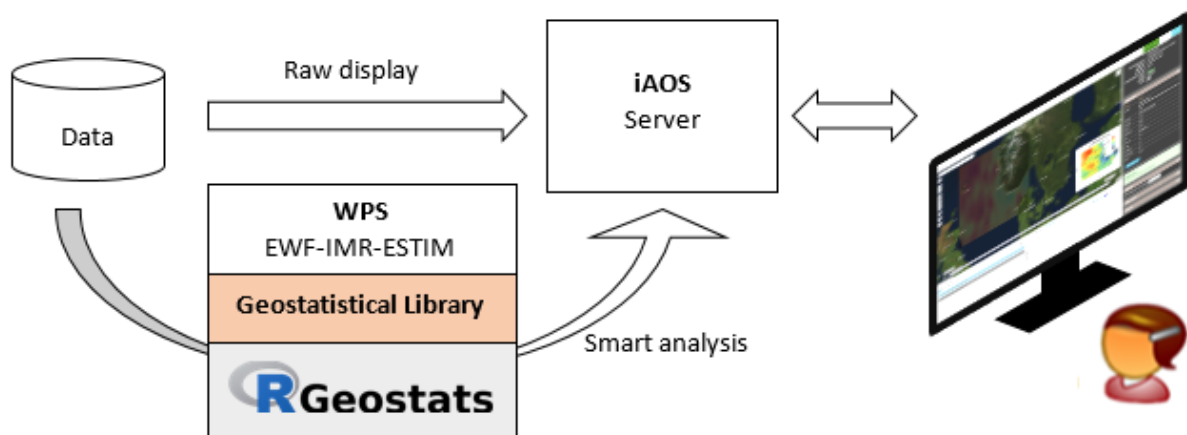 Raw display
Data
iAOS
Server
WPS
EWF-IMR-ESTIM
Geostatistical Library
RGeostats
Smart analysis